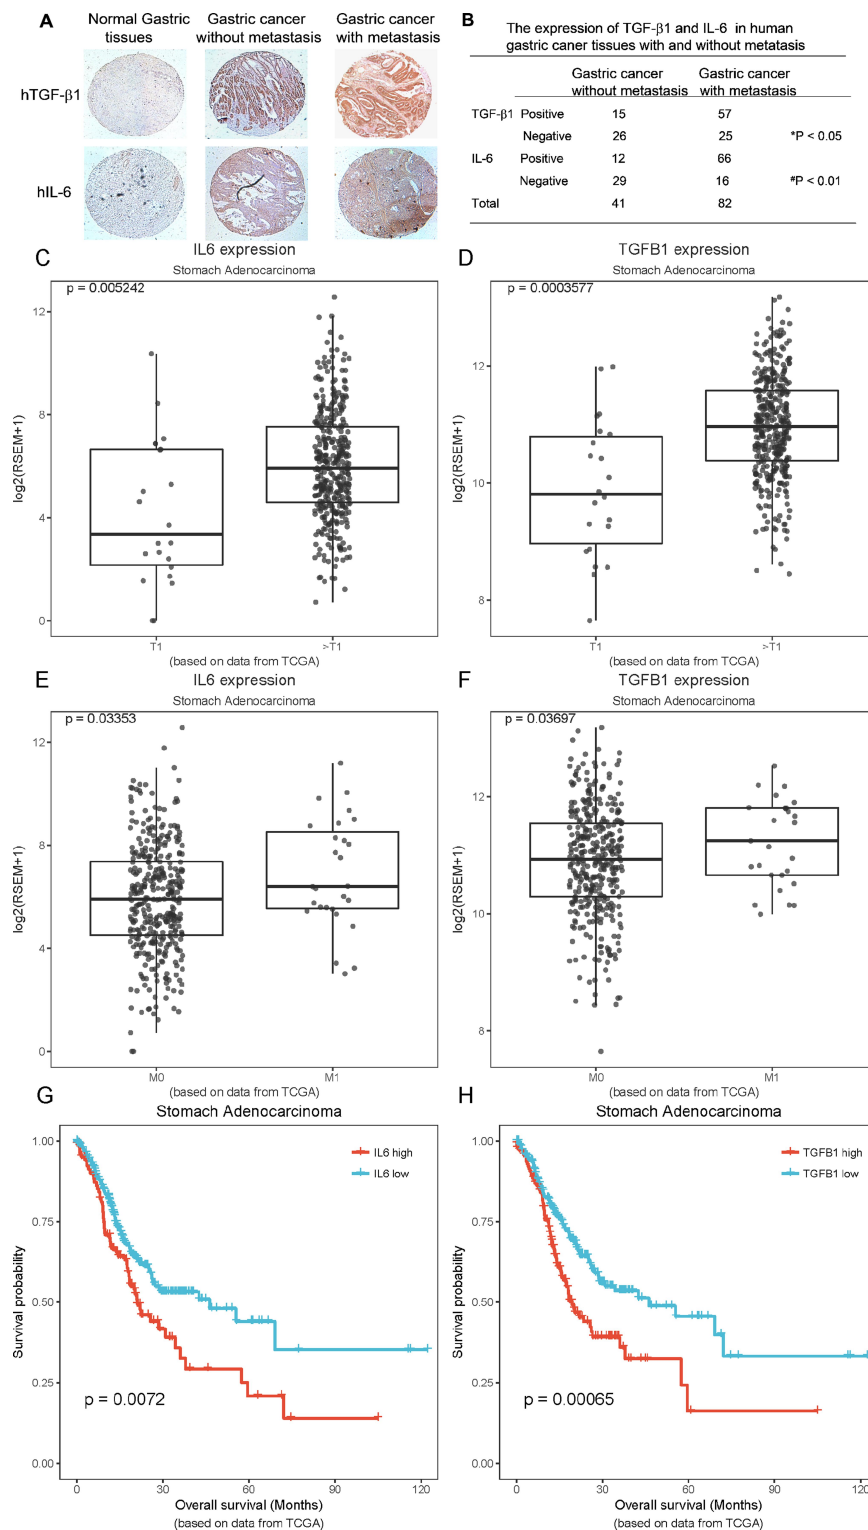 A
Normal Gastric tissues
Gastric cancer without metastasis
Gastric cancer with metastasis
hTGF-β1
hIL-6
B
The expression of TGF-β1 and IL-6 in human
gastric caner tissues with and without metatasis
Gastric cancer without metastasis
Gastric cancer with metastasis
TGF-β1 Positive 15 57
Negative 26 25 *P < 0.05
IL-6 Positive 12 66
Negative 29 16 #P < 0.01
Total 41 82
C
IL6 expression
Stomach Adenocarcinoma
p = 0.005242
log2(RSEM+1)
12
8
4
0
T1
>T1
(based on data from TCGA)
D
TGFB1 expression
Stomach Adenocarcinoma
p = 0.0003577
log2(RSEM+1)
12
10
8
T1
>T1
(based on data from TCGA)
E
IL6 expression
Stomach Adenocarcinoma
p = 0.03353
log2(RSEM+1)
12
8
4
0
M0
M1
(based on data from TCGA)
F
TGFB1 expression
Stomach Adenocarcinoma
p = 0.03697
log2(RSEM+1)
12
10
8
M0
M1
(based on data from TCGA)
G
Stomach Adenocarcinoma
IL6 high
IL6 low
Survival probability
1.00
0.75
0.50
0.25
0.00
p = 0.0072
0
30
60
90
120
Overall survival (Months)
(based on data from TCGA)
H
Stomach Adenocarcinoma
TGFB1 high
TGFB1 low
Survival probability
1.00
0.75
0.50
0.25
0.00
p = 0.00065
0
30
60
90
120
Overall survival (Months)
(based on data from TCGA)